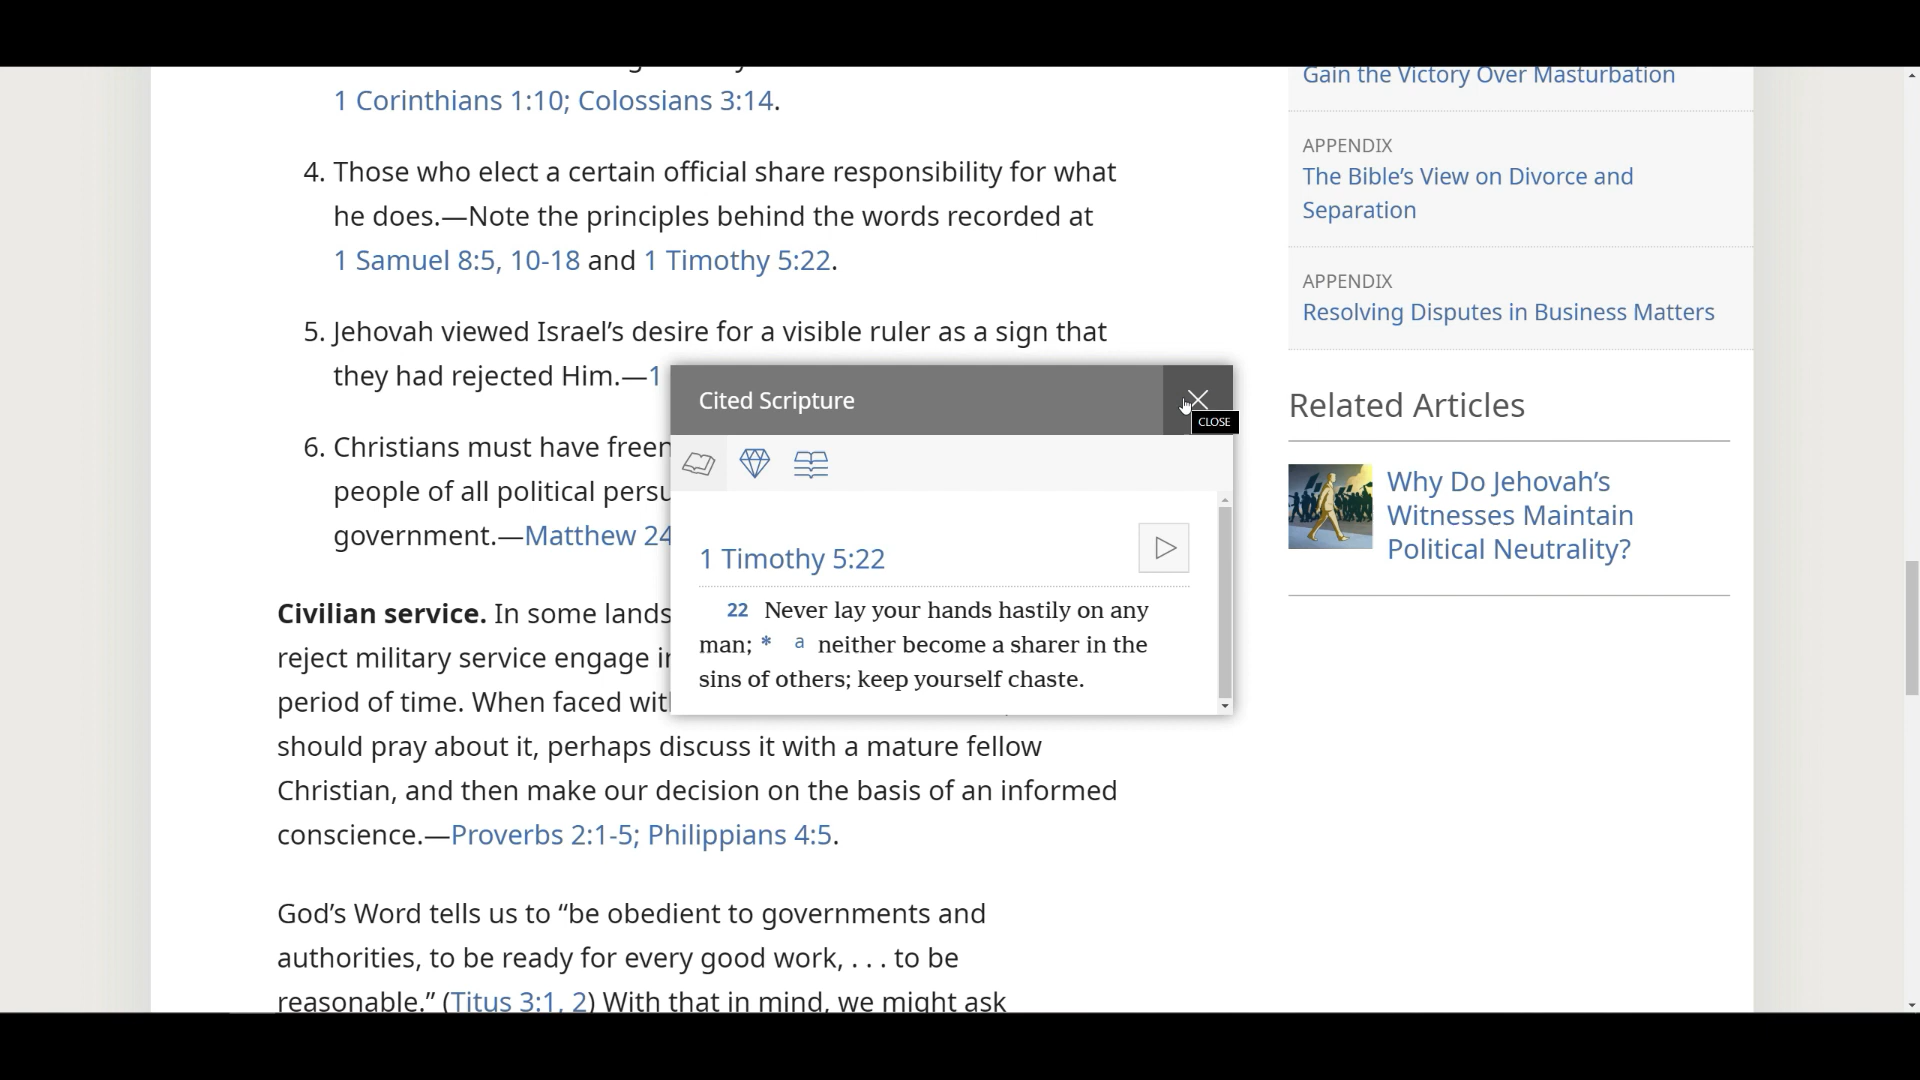 1 Corinthians 1:10; Colossians 3:14.
4. Those who elect a certain official share responsibility for what
he does.—Note the principles behind the words recorded at
1 Samuel 8:5, 10-18 and 1 Timothy 5:22.
5. Jehovah viewed Israel’s desire for a visible ruler as a sign that
they had rejected Him.—1
6. Christians must have freen
people of all political persu
government.—Matthew 24
Civilian service. In some lands
reject military service engage in
period of time. When faced wit
should pray about it, perhaps discuss it with a mature fellow
Christian, and then make our decision on the basis of an informed
conscience.—Proverbs 2:1-5; Philippians 4:5.
God’s Word tells us to “be obedient to governments and
authorities, to be ready for every good work, . . . to be
reasonable.” (Titus 3:1, 2) With that in mind, we might ask
Cited Scripture
CLOSE
1 Timothy 5:22
22 Never lay your hands hastily on any
man; * a neither become a sharer in the
sins of others; keep yourself chaste.
Gain the Victory Over Masturbation
APPENDIX
The Bible’s View on Divorce and
Separation
APPENDIX
Resolving Disputes in Business Matters
Related Articles
Why Do Jehovah’s
Witnesses Maintain
Political Neutrality?